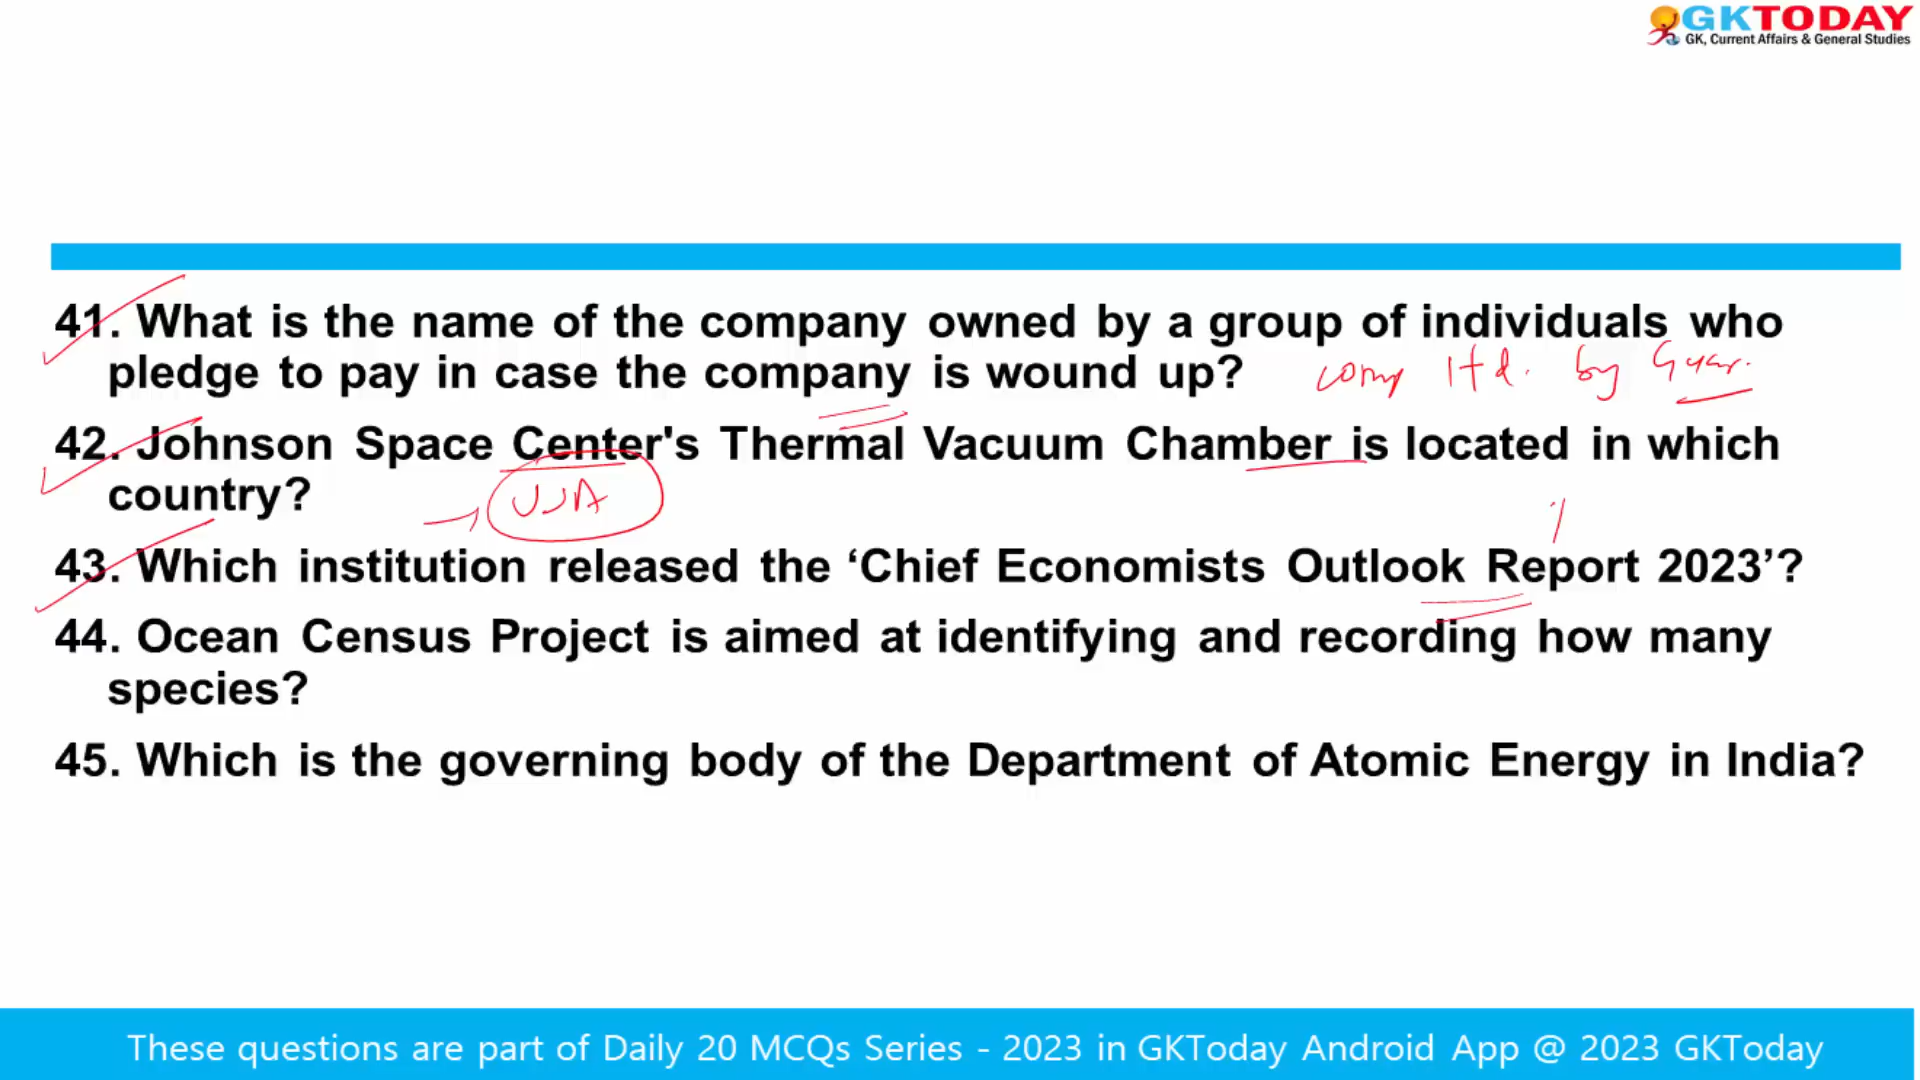 GKTODAY
GK, Current Affairs & General Studies
41. What is the name of the company owned by a group of individuals who
pledge to pay in case the company is wound up? comp ltd. by Guar.
42. Johnson Space Center's Thermal Vacuum Chamber is located in which
country? → USA
43. Which institution released the ‘Chief Economists Outlook Report 2023’?
44. Ocean Census Project is aimed at identifying and recording how many
species?
45. Which is the governing body of the Department of Atomic Energy in India?
These questions are part of Daily 20 MCQs Series - 2023 in GKToday Android App @ 2023 GKToday